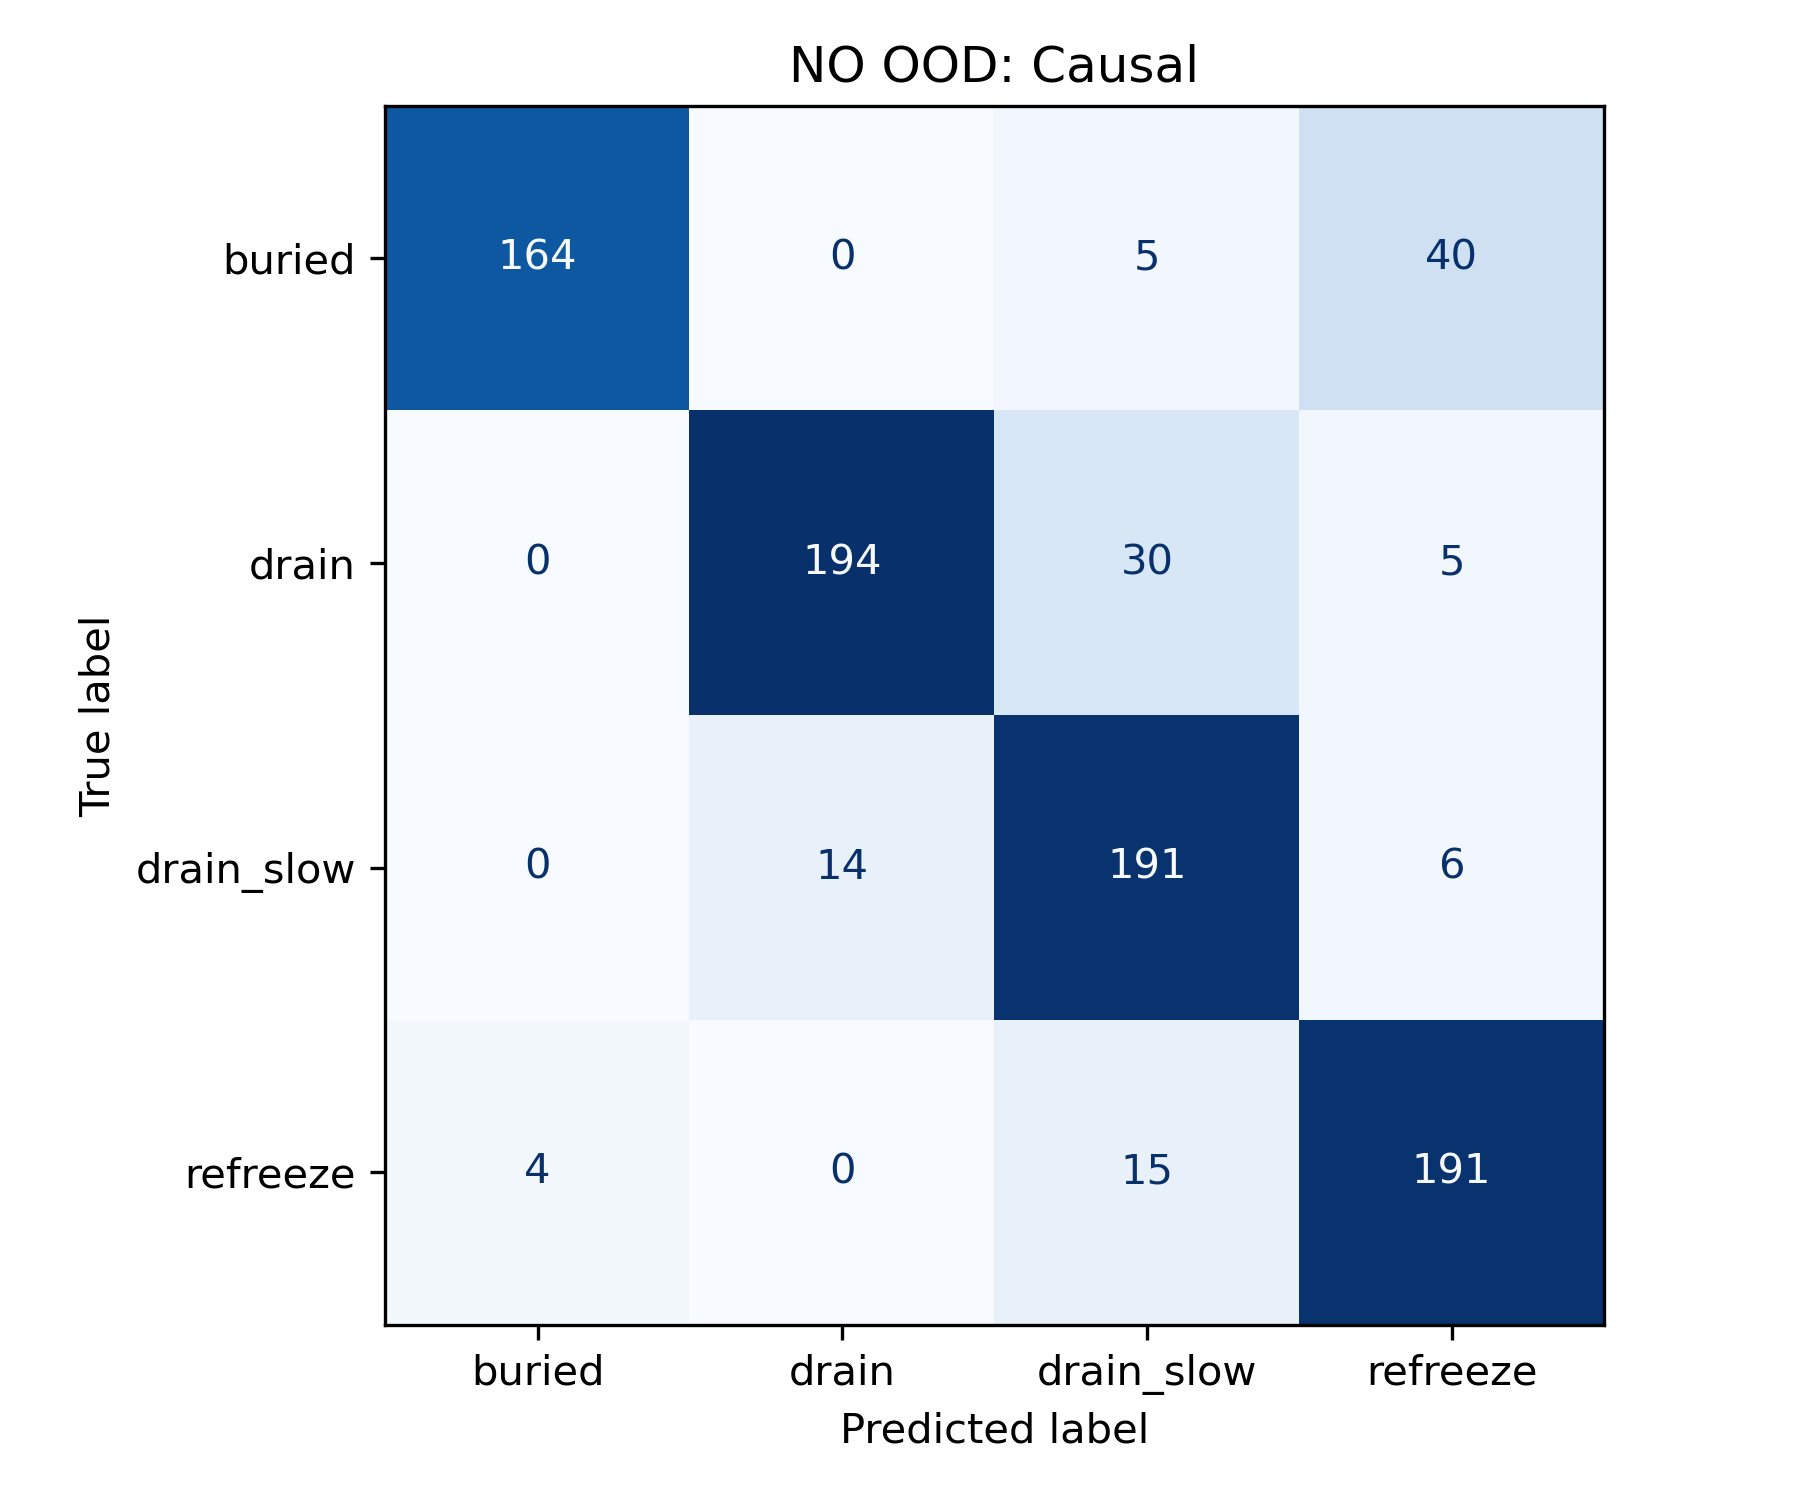 NO OOD: Causal
buried 164 0 5 40
drain 0 194 30 5
drain_slow 0 14 191 6
refreeze 4 0 15 191
True label
buried drain drain_slow refreeze
Predicted label